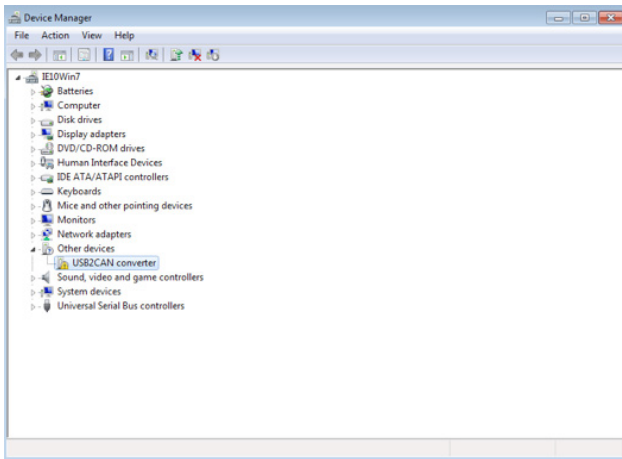 Device Manager
File Action View Help
IE10Win7
Batteries
Computer
Disk drives
Display adapters
DVD/CD-ROM drives
Human Interface Devices
IDE ATA/ATAPI controllers
Keyboards
Mice and other pointing devices
Monitors
Network adapters
Other devices
USB2CAN converter
Sound, video and game controllers
System devices
Universal Serial Bus controllers